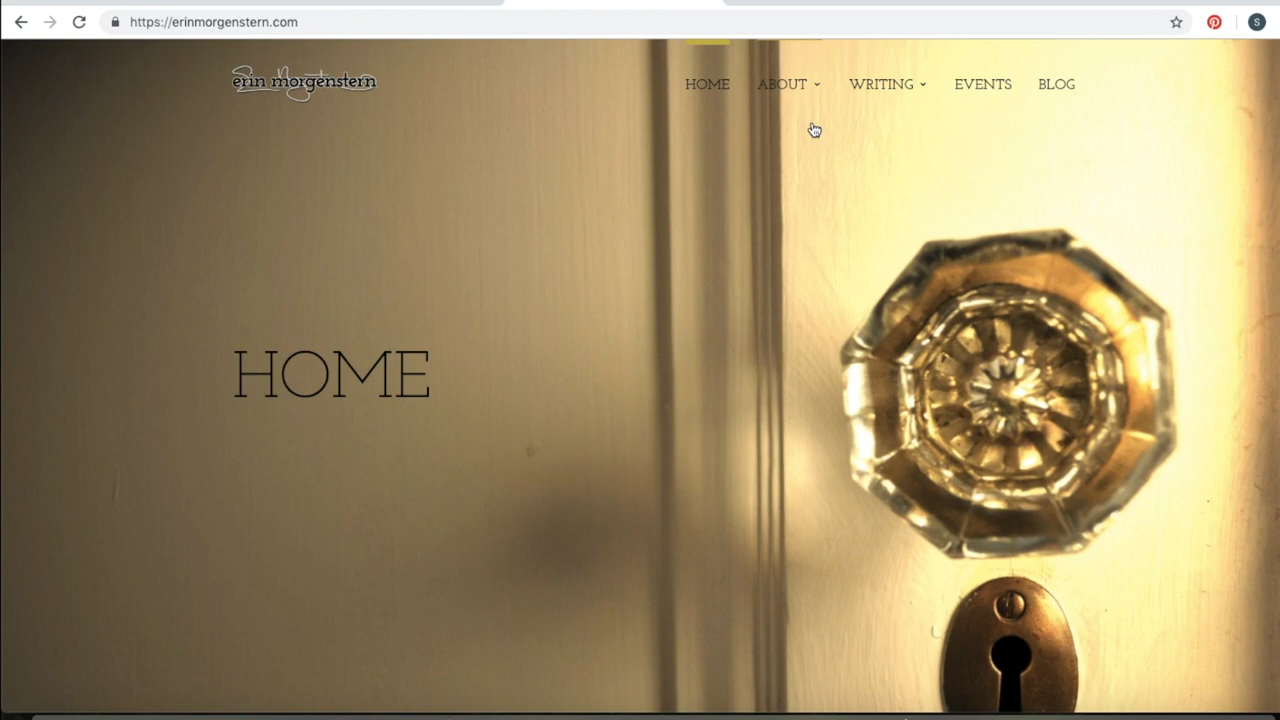 https://erinmorgenstern.com
S
erin morgenstern
HOME
ABOUT
WRITING
EVENTS
BLOG
HOME